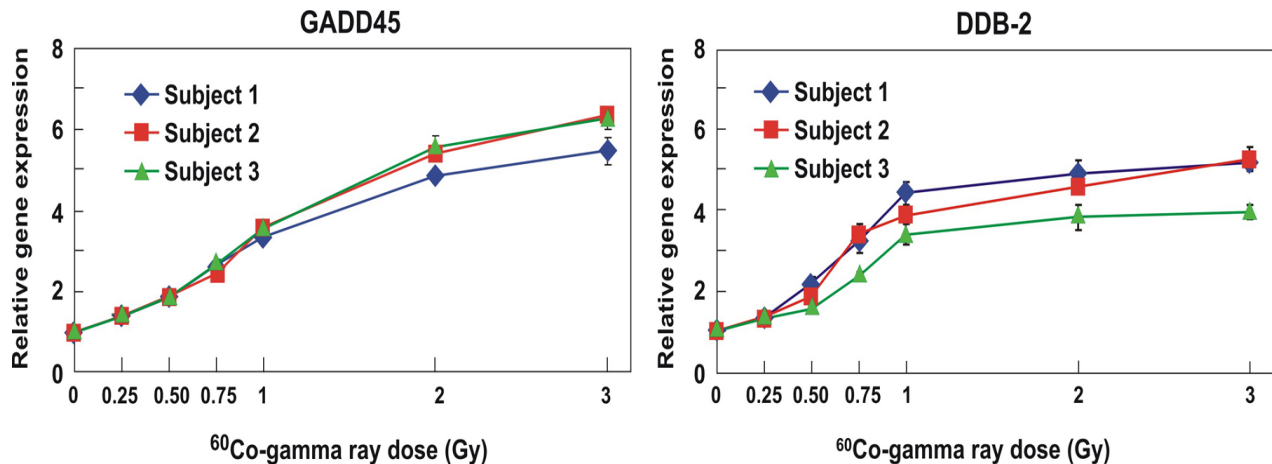 GADD45
8
6
4
2
0
Relative gene expression
Subject 1
Subject 2
Subject 3
0 0.25 0.50 0.75 1 2 3
⁶⁰Co-gamma ray dose (Gy)
DDB-2
8
6
4
2
0
Relative gene expression
Subject 1
Subject 2
Subject 3
0 0.25 0.50 0.75 1 2 3
⁶⁰Co-gamma ray dose (Gy)